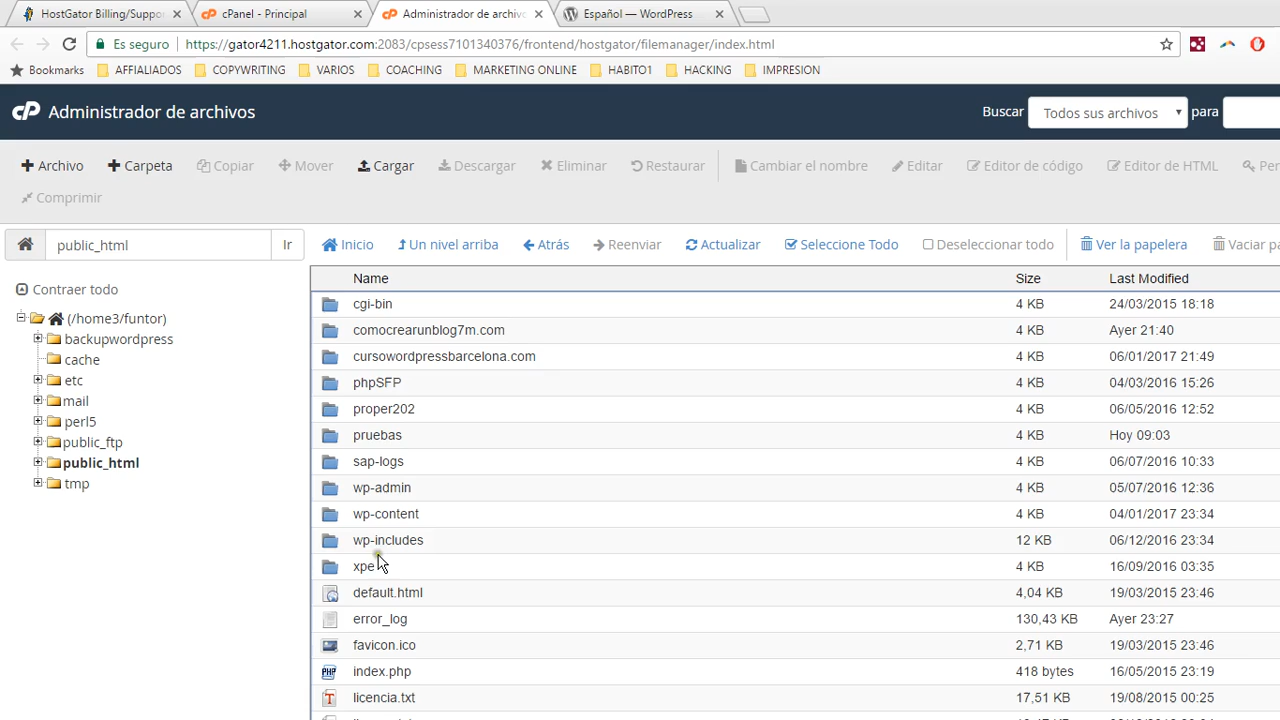 HostGator Billing/Suppo
cPanel - Principal
Administrador de archivo
Español — WordPress
Es seguro
https://gator4211.hostgator.com:2083/cpsess7101340376/frontend/hostgator/filemanager/index.html
Bookmarks AFFIALIADOS COPYWRITING VARIOS COACHING MARKETING ONLINE HABITO1 HACKING IMPRESION
cP Administrador de archivos
Buscar Todos sus archivos para
Archivo Carpeta Copiar Mover Cargar Descargar Eliminar Restaurar Cambiar el nombre Editar Editor de código Editor de HTML Per
Comprimir
public_html Ir
Inicio Un nivel arriba Atrás Reenviar Actualizar Seleccione Todo Deseleccionar todo Ver la papelera Vaciar pa
Contraer todo
(/home3/funtor)
backupwordpress
cache
etc
mail
perl5
public_ftp
public_html
tmp
Name Size Last Modified
cgi-bin 4 KB 24/03/2015 18:18
comocrearunblog7m.com 4 KB Ayer 21:40
cursowordpressbarcelona.com 4 KB 06/01/2017 21:49
phpSFP 4 KB 04/03/2016 15:26
proper202 4 KB 06/05/2016 12:52
pruebas 4 KB Hoy 09:03
sap-logs 4 KB 06/07/2016 10:33
wp-admin 4 KB 05/07/2016 12:36
wp-content 4 KB 04/01/2017 23:34
wp-includes 12 KB 06/12/2016 23:34
xpe 4 KB 16/09/2016 03:35
default.html 4,04 KB 19/03/2015 23:46
error_log 130,43 KB Ayer 23:27
favicon.ico 2,71 KB 19/03/2015 23:46
index.php 418 bytes 16/05/2015 23:19
licencia.txt 17,51 KB 19/08/2015 00:25